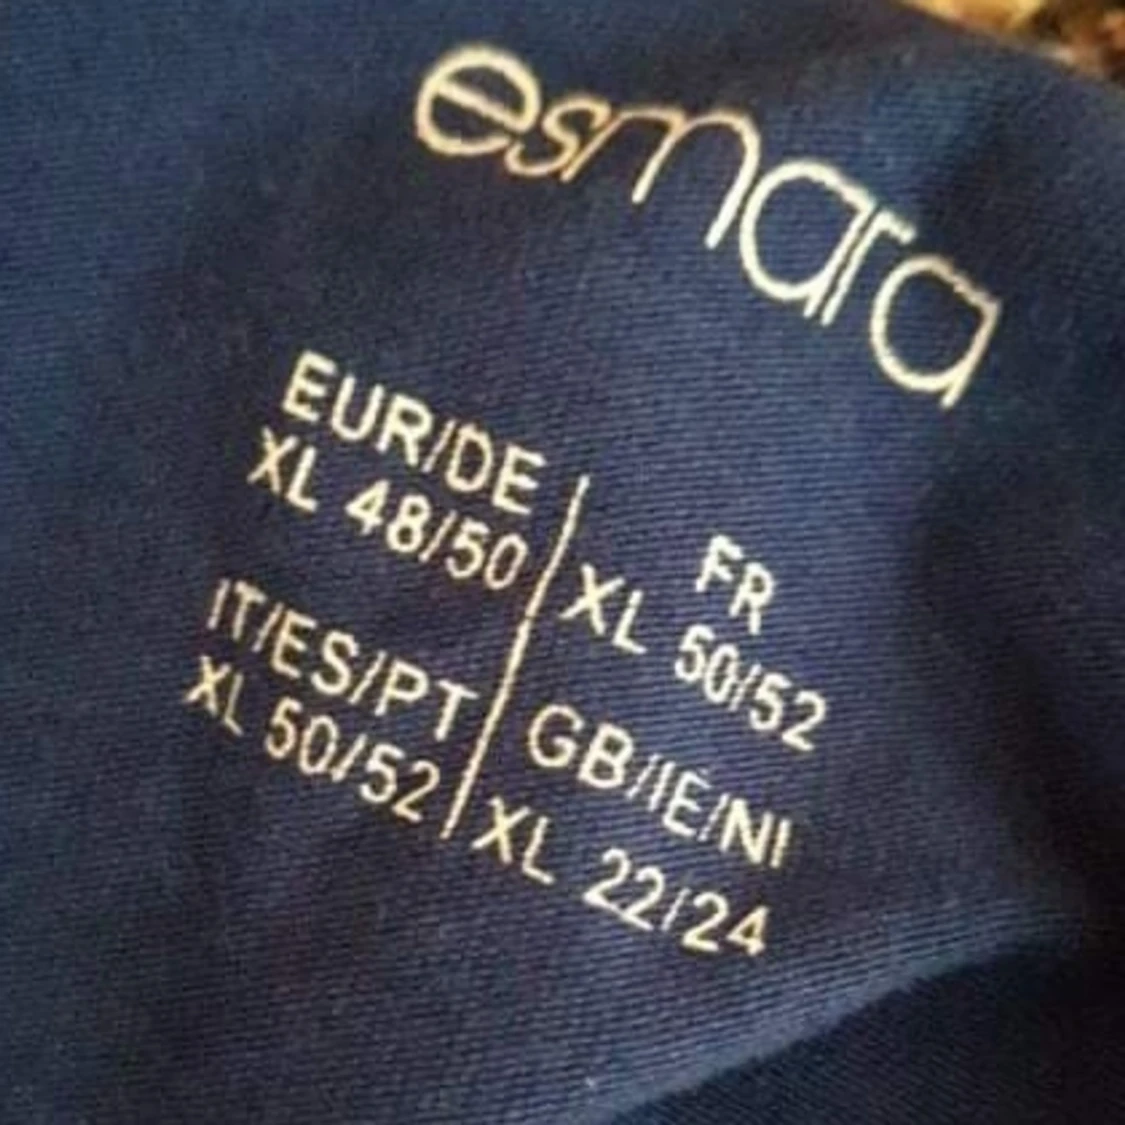 esmara
EUR/DE
XL 48/50
FR
XL 50/52
IT/ES/PT
XL 50/52
GB/IE/NI
XL 22/24